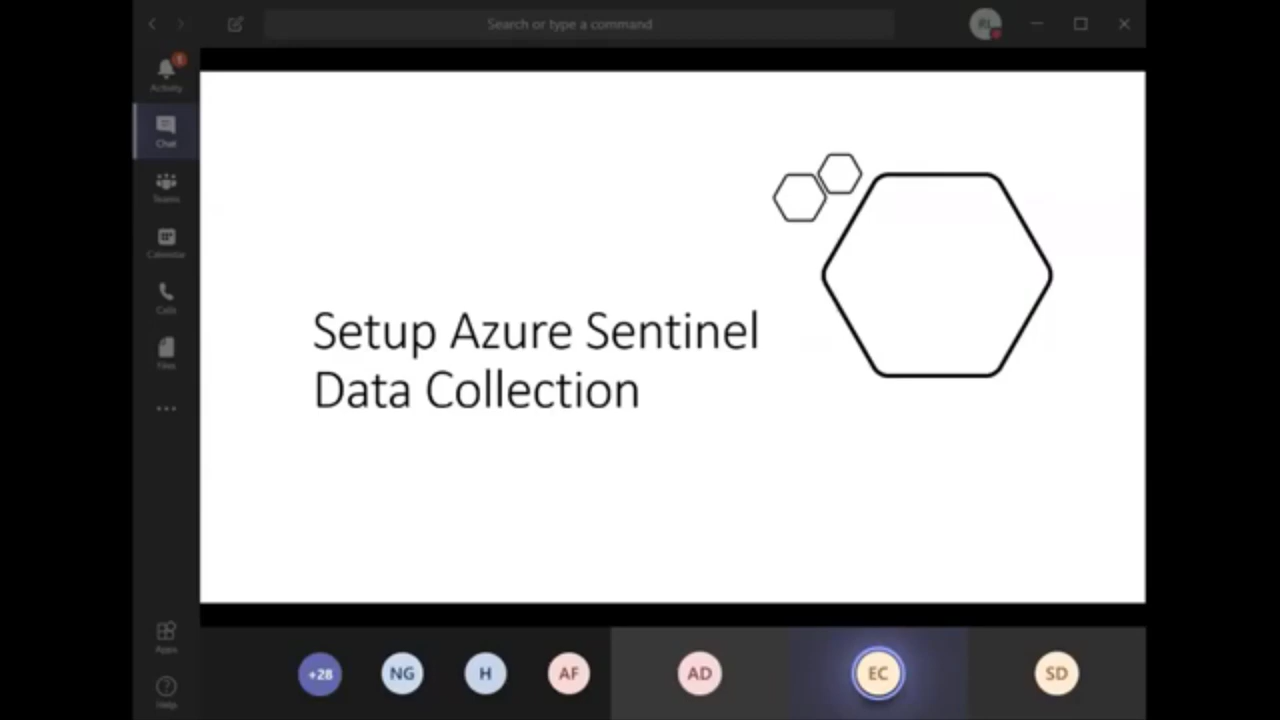 Search or type a command
Activity
Chat
Teams
Calendar
Calls
Files
Setup Azure Sentinel
Data Collection
Apps
Help
+28
NG
H
AF
AD
EC
SD